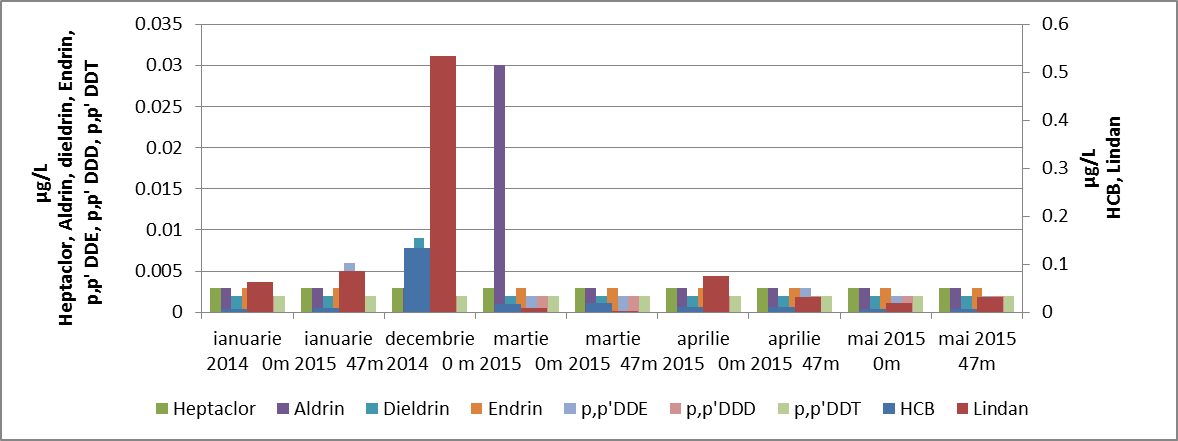 0.035
0.03
0.025
0.02
0.015
0.01
0.005
0
µg/L
Heptaclor, Aldrin, dieldrin, Endrin,
p,p' DDE, p,p' DDD, p,p' DDT
0.6
0.5
0.4
0.3
0.2
0.1
0
µg/L
HCB, Lindan
ianuarie ianuarie decembrie martie martie aprilie aprilie mai 2015 mai 2015
2014 0m 2015 47m 2014 0 m 2015 0m 2015 47m 2015 0m 2015 47m 0m 47m
Heptaclor Aldrin Dieldrin Endrin p,p'DDE p,p'DDD p,p'DDT HCB Lindan